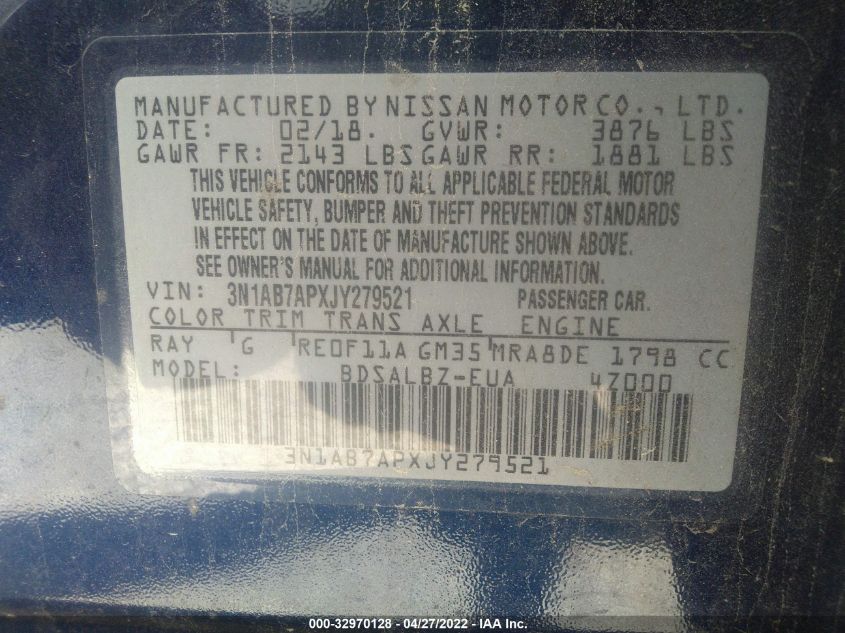 MANUFACTURED BY NISSAN MOTOR CO., LTD.
DATE: 02/18. GVWR: 3876 LBS
GAWR FR: 2143 LBS GAWR RR: 1881 LBS
THIS VEHICLE CONFORMS TO ALL APPLICABLE FEDERAL MOTOR
VEHICLE SAFETY, BUMPER AND THEFT PREVENTION STANDARDS
IN EFFECT ON THE DATE OF MANUFACTURE SHOWN ABOVE.
SEE OWNER'S MANUAL FOR ADDITIONAL INFORMATION.
VIN: 3N1AB7APXJY279521 PASSENGER CAR.
COLOR TRIM TRANS AXLE ENGINE
RAY ' G ' RE0F11A GM35 ' MRA8DE 1798 CC
MODEL: BDSALBZ-EUA 4Z000
3N1AB7APXJY279521
000-32970128 - 04/27/2022 - IAA Inc.